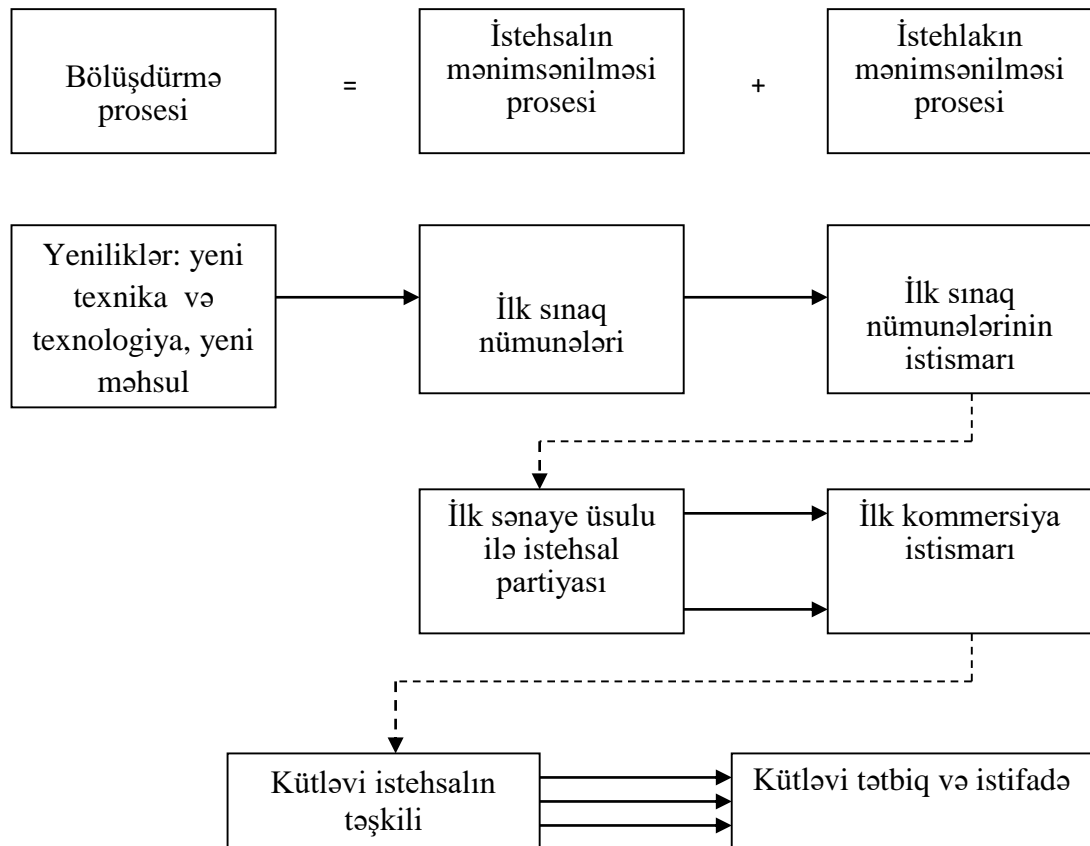 Bölüşdürmə
prosesi
=
İstehsalın
mənimsənilməsi
prosesi
+
İstehlakın
mənimsənilməsi
prosesi
Yeniliklər: yeni
texnika və
texnologiya, yeni
məhsul
İlk sınaq
nümunələri
İlk sınaq
nümunələrinin
istismarı
İlk sənaye üsulu
ilə istehsal
partiyası
İlk kommersiya
istismarı
Kütləvi istehsalın
təşkili
Kütləvi tətbiq və istifadə